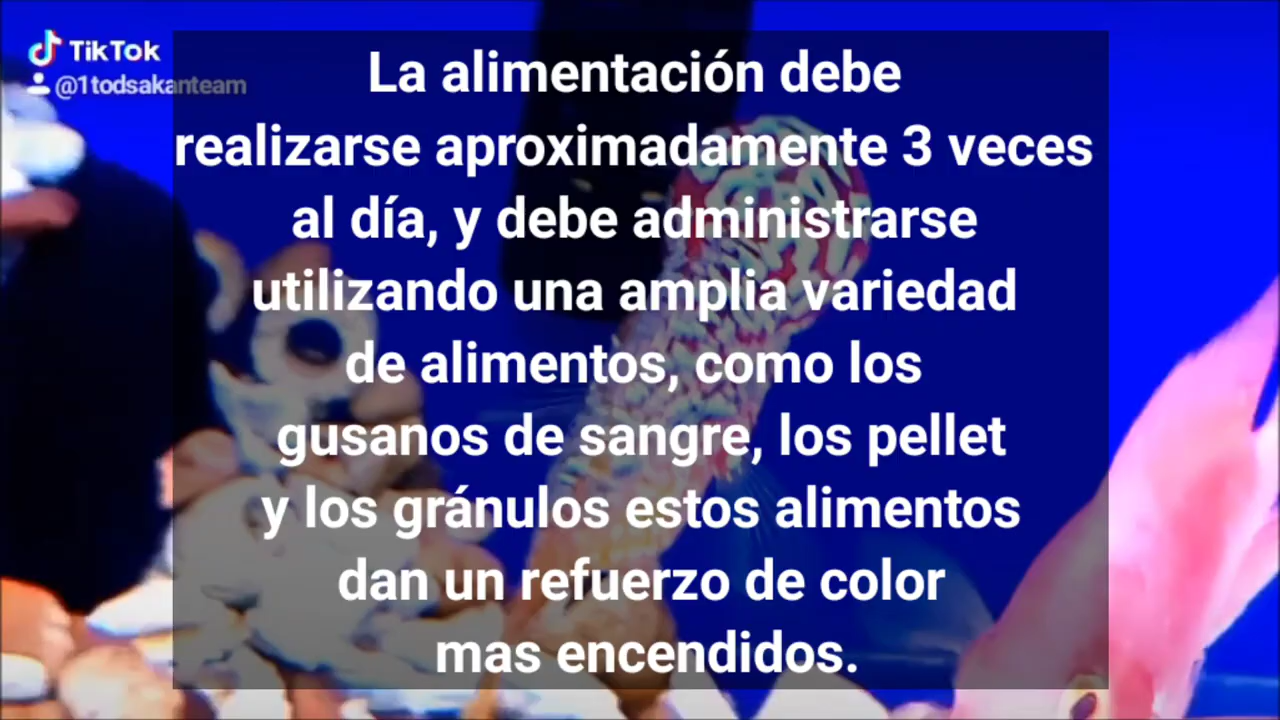 TikTok
@1todsakanteam
La alimentación debe
realizarse aproximadamente 3 veces
al día, y debe administrarse
utilizando una amplia variedad
de alimentos, como los
gusanos de sangre, los pellet
y los gránulos estos alimentos
dan un refuerzo de color
mas encendidos.